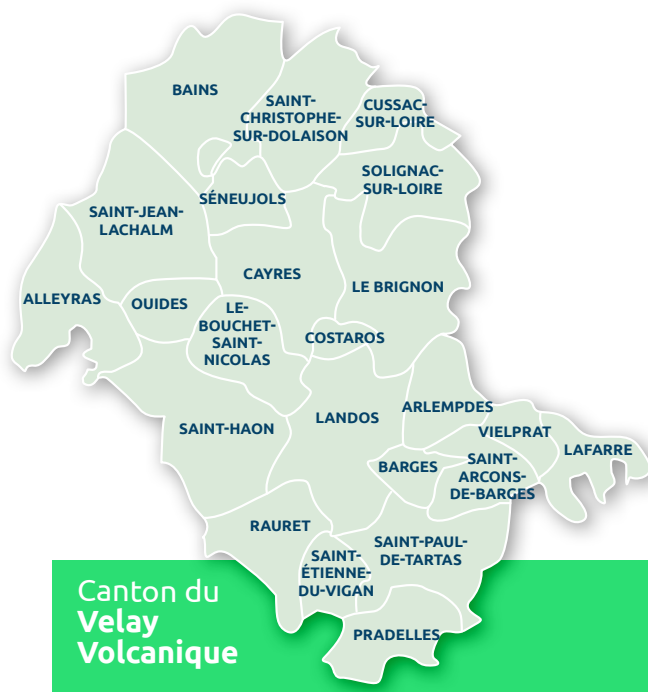 BAINS
SAINT-
CHRISTOPHE-
SUR-DOLAISON
CUSSAC-
SUR-LOIRE
SOLIGNAC-
SUR-LOIRE
SÉNEUJOLS
SAINT-JEAN-
LACHALM
CAYRES
LE BRIGNON
ALLEYRAS
OUIDES
LE-
BOUCHET-
SAINT-
NICOLAS
COSTAROS
ARLEMPDES
LANDOS
SAINT-HAON
VIELPRAT
LAFARRE
BARGES
SAINT-
ARCONS-
DE-BARGES
RAURET
SAINT-PAUL-
DE-TARTAS
SAINT-
ÉTIENNE-
DU-VIGAN
PRADELLES
Canton du
Velay
Volcanique